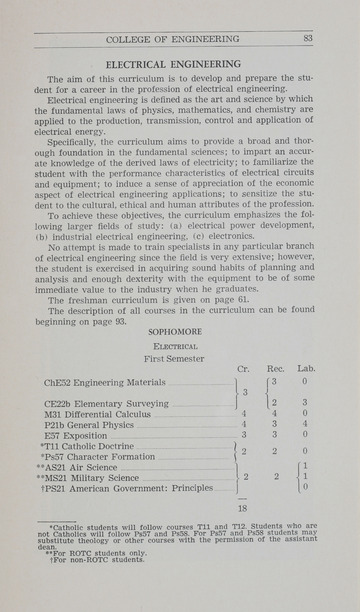 COLLEGE OF ENGINEERING 83
ELECTRICAL ENGINEERING
The aim of this curriculum is to develop and prepare the stu-
dent for a career in the profession of electrical engineering.
Electrical engineering is defined as the art and science by which
the fundamental laws of physics, mathematics, and chemistry are
applied to the production, transmission, control and application of
electrical energy.
Specifically, the curriculum aims to provide a broad and thor-
ough foundation in the fundamental sciences; to impart an accur-
ate knowledge of the derived laws of electricity; to familiarize the
student with the performance characteristics of electrical circuits
and equipment; to induce a sense of appreciation of the economic
aspect of electrical engineering applications; to sensitize the stu-
dent to the cultural, ethical and human attributes of the profession.
To achieve these objectives, the curriculum emphasizes the fol-
lowing larger fields of study: (a) electrical power development,
(b) industrial electrical engineering, (c) electronics.
No attempt is made to train specialists in any particular branch
of electrical engineering since the field is very extensive; however,
the student is exercised in acquiring sound habits of planning and
analysis and enough dexterity with the equipment to be of some
immediate value to the industry when he graduates.
The freshman curriculum is given on page 61.
The description of all courses in the curriculum can be found
beginning on page 93.
SOPHOMORE
ELECTRICAL
First Semester
Cr. Rec. Lab.
ChE52 Engineering Materials 3 0
3
CE22b Elementary Surveying 2 3
M31 Differential Calculus 4 4 0
P21b General Physics 4 3 4
E57 Exposition 3 3 0
*T11 Catholic Doctrine
2 2 0
*Ps57 Character Formation
**AS21 Air Science 1
**MS21 Military Science 2 2 1
†PS21 American Government: Principles 0
18
*Catholic students will follow courses T11 and T12. Students who are
not Catholics will follow Ps57 and Ps58. For Ps57 and Ps58 students may
substitute theology or other courses with the permission of the assistant
dean.
**For ROTC students only.
†For non-ROTC students.